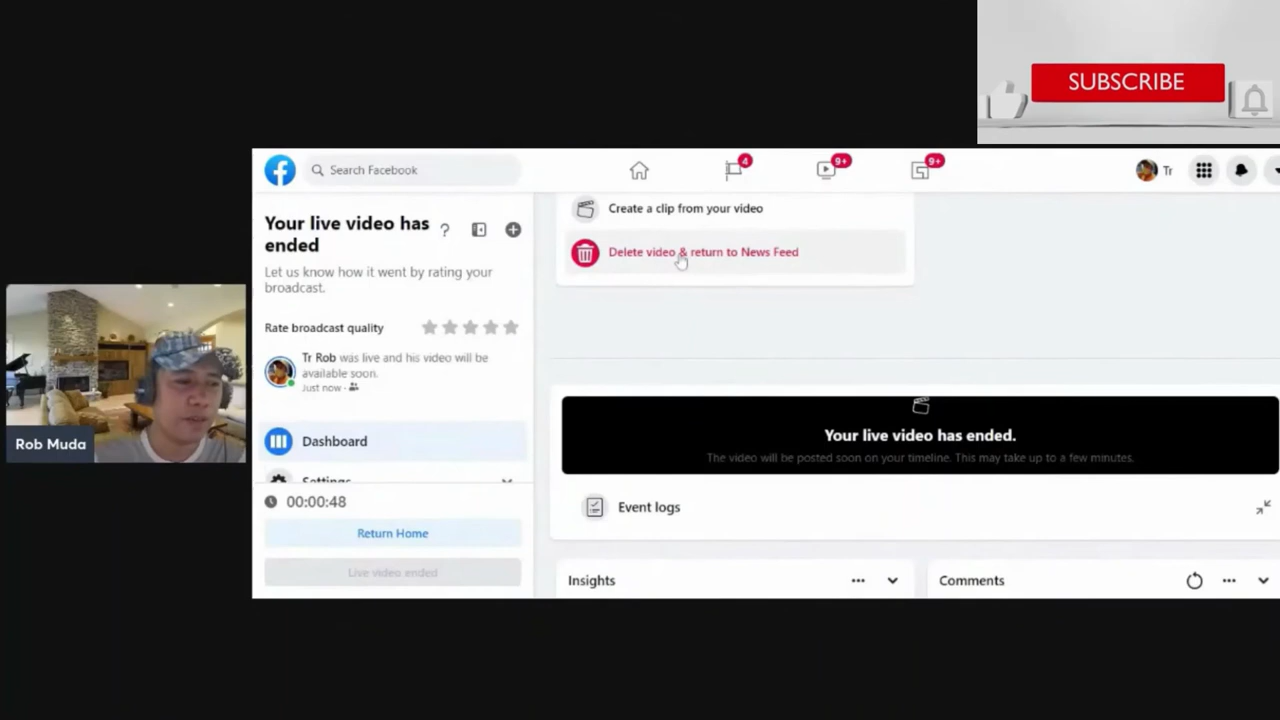 SUBSCRIBE
Search Facebook
4
9+
9+
Tr
Your live video has
ended
?
Let us know how it went by rating your
broadcast.
Rate broadcast quality
Tr Rob was live and his video will be
available soon.
Just now ·
Dashboard
Settings
00:00:48
Return Home
Live video ended
Create a clip from your video
Delete video & return to News Feed
Your live video has ended.
The video will be posted soon on your timeline. This may take up to a few minutes.
Event logs
Insights
Comments
Rob Muda